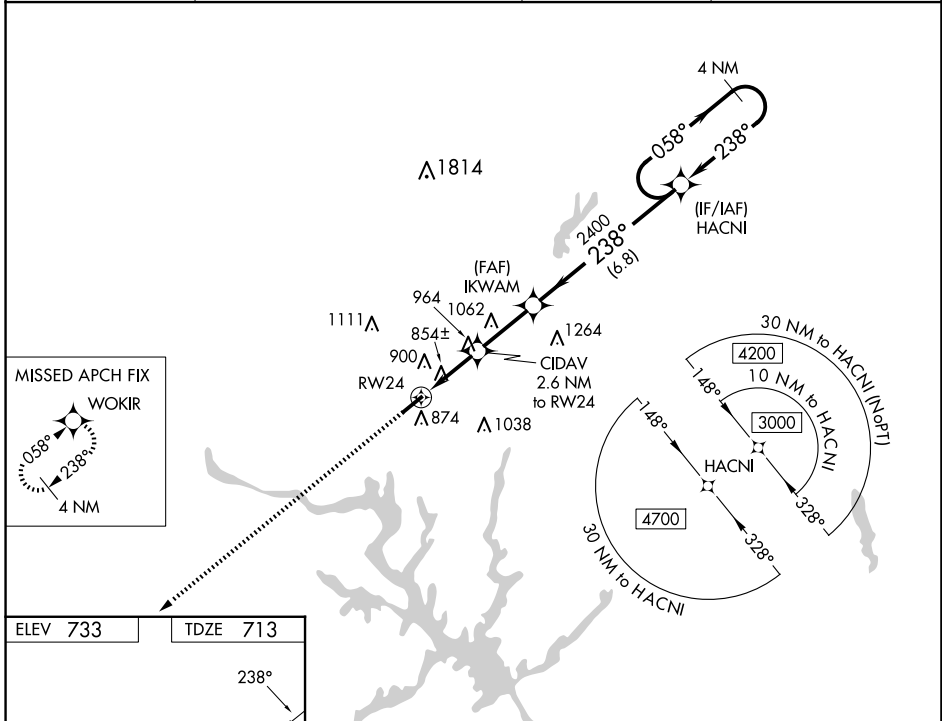 4 NM
058°
238°
1814
(IF/IAF)
HACNI
2400
238°
(6.8)
(FAF)
IKWAM
964
1062
1111
854±
1264
900
CIDAV
2.6 NM
to RW24
RW24
874
1038
MISSED APCH FIX
WOKIR
058°
238°
4 NM
30 NM to HACNI (NoPT)
4200
148°
10 NM to HACNI
3000
328°
148°
HACNI
4700
328°
30 NM to HACNI
ELEV 733
TDZE 713
238°